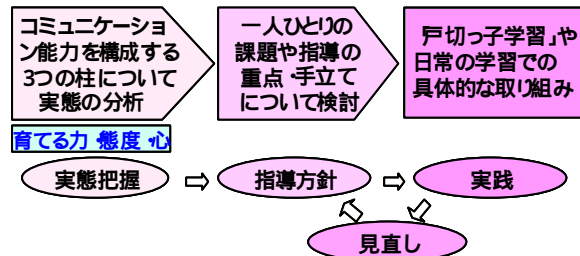 コミュニケーショ
ン能力を構成する
3つの柱について
実態の分析
一人ひとりの
課題や指導の
重点・手立て
について検討
「戸切っ子学習」や
日常の学習での
具体的な取り組み
育てる力・態度・心
実態把握
指導方針
実践
見直し